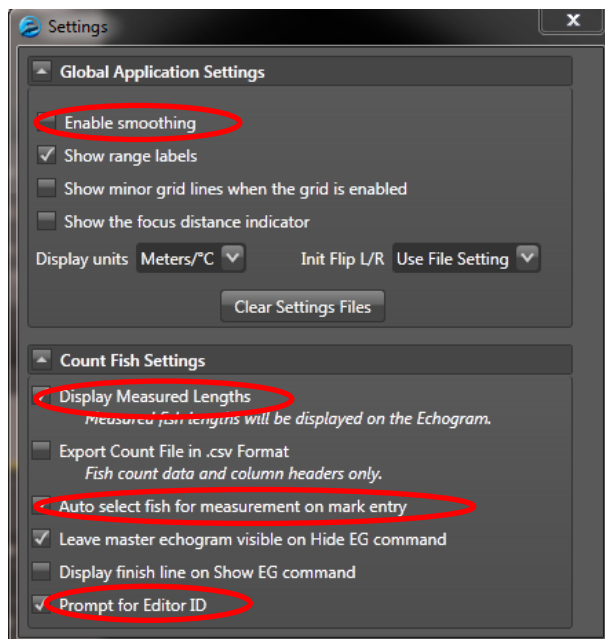 Settings
x
Global Application Settings
Enable smoothing
Show range labels
Show minor grid lines when the grid is enabled
Show the focus distance indicator
Display units Meters/°C Init Flip L/R Use File Setting
Clear Settings Files
Count Fish Settings
Display Measured Lengths
Measured fish lengths will be displayed on the Echogram.
Export Count File in .csv Format
Fish count data and column headers only.
Auto select fish for measurement on mark entry
Leave master echogram visible on Hide EG command
Display finish line on Show EG command
Prompt for Editor ID